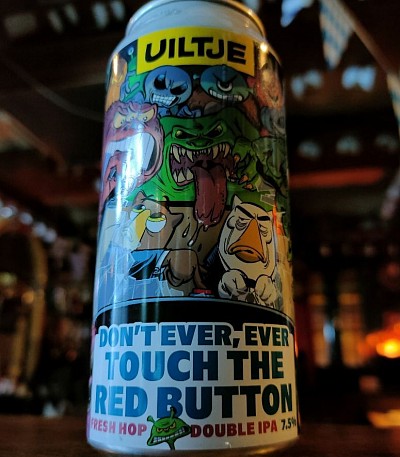 UILTJE
DON'T EVER, EVER
TOUCH THE
RED BUTTON
FRESH HOP DOUBLE IPA 7.5%